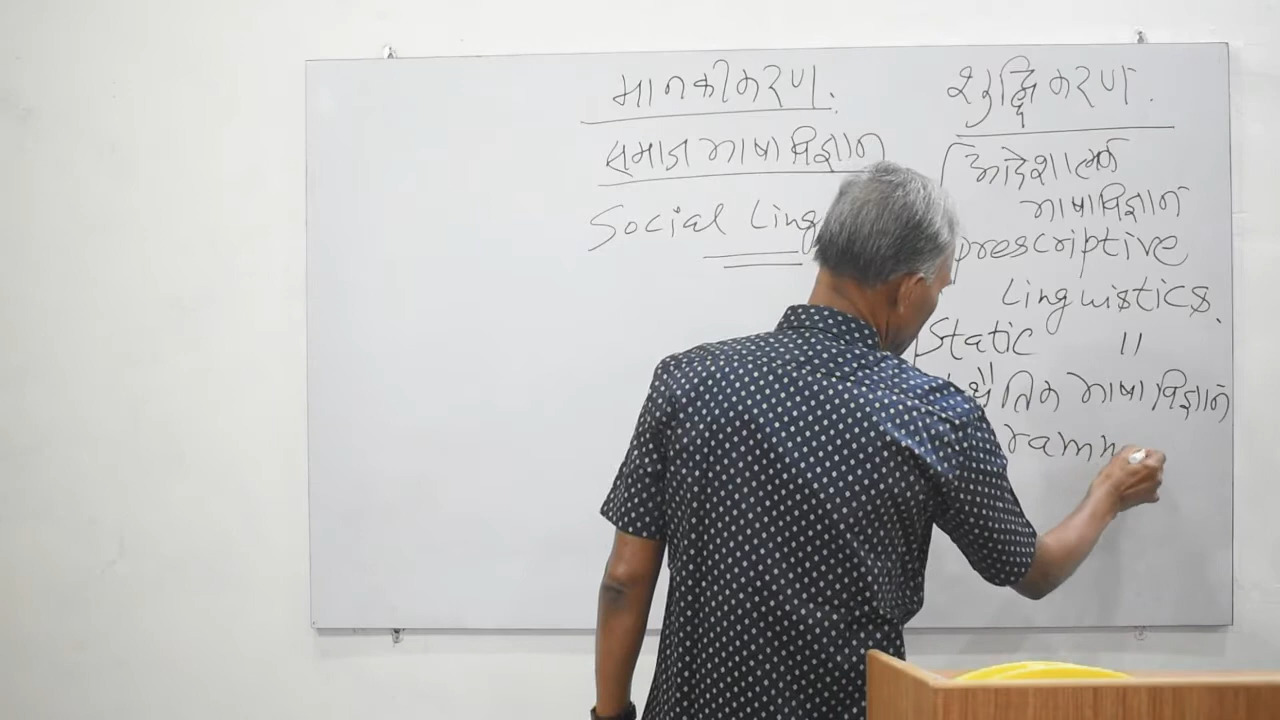 मानकीकरण.
समाज भाषा विज्ञान
Social Ling
शुद्धिकरण.
आदेशात्मक
भाषाविज्ञान
prescriptive
Linguistics.
Static "
भाषा विज्ञान